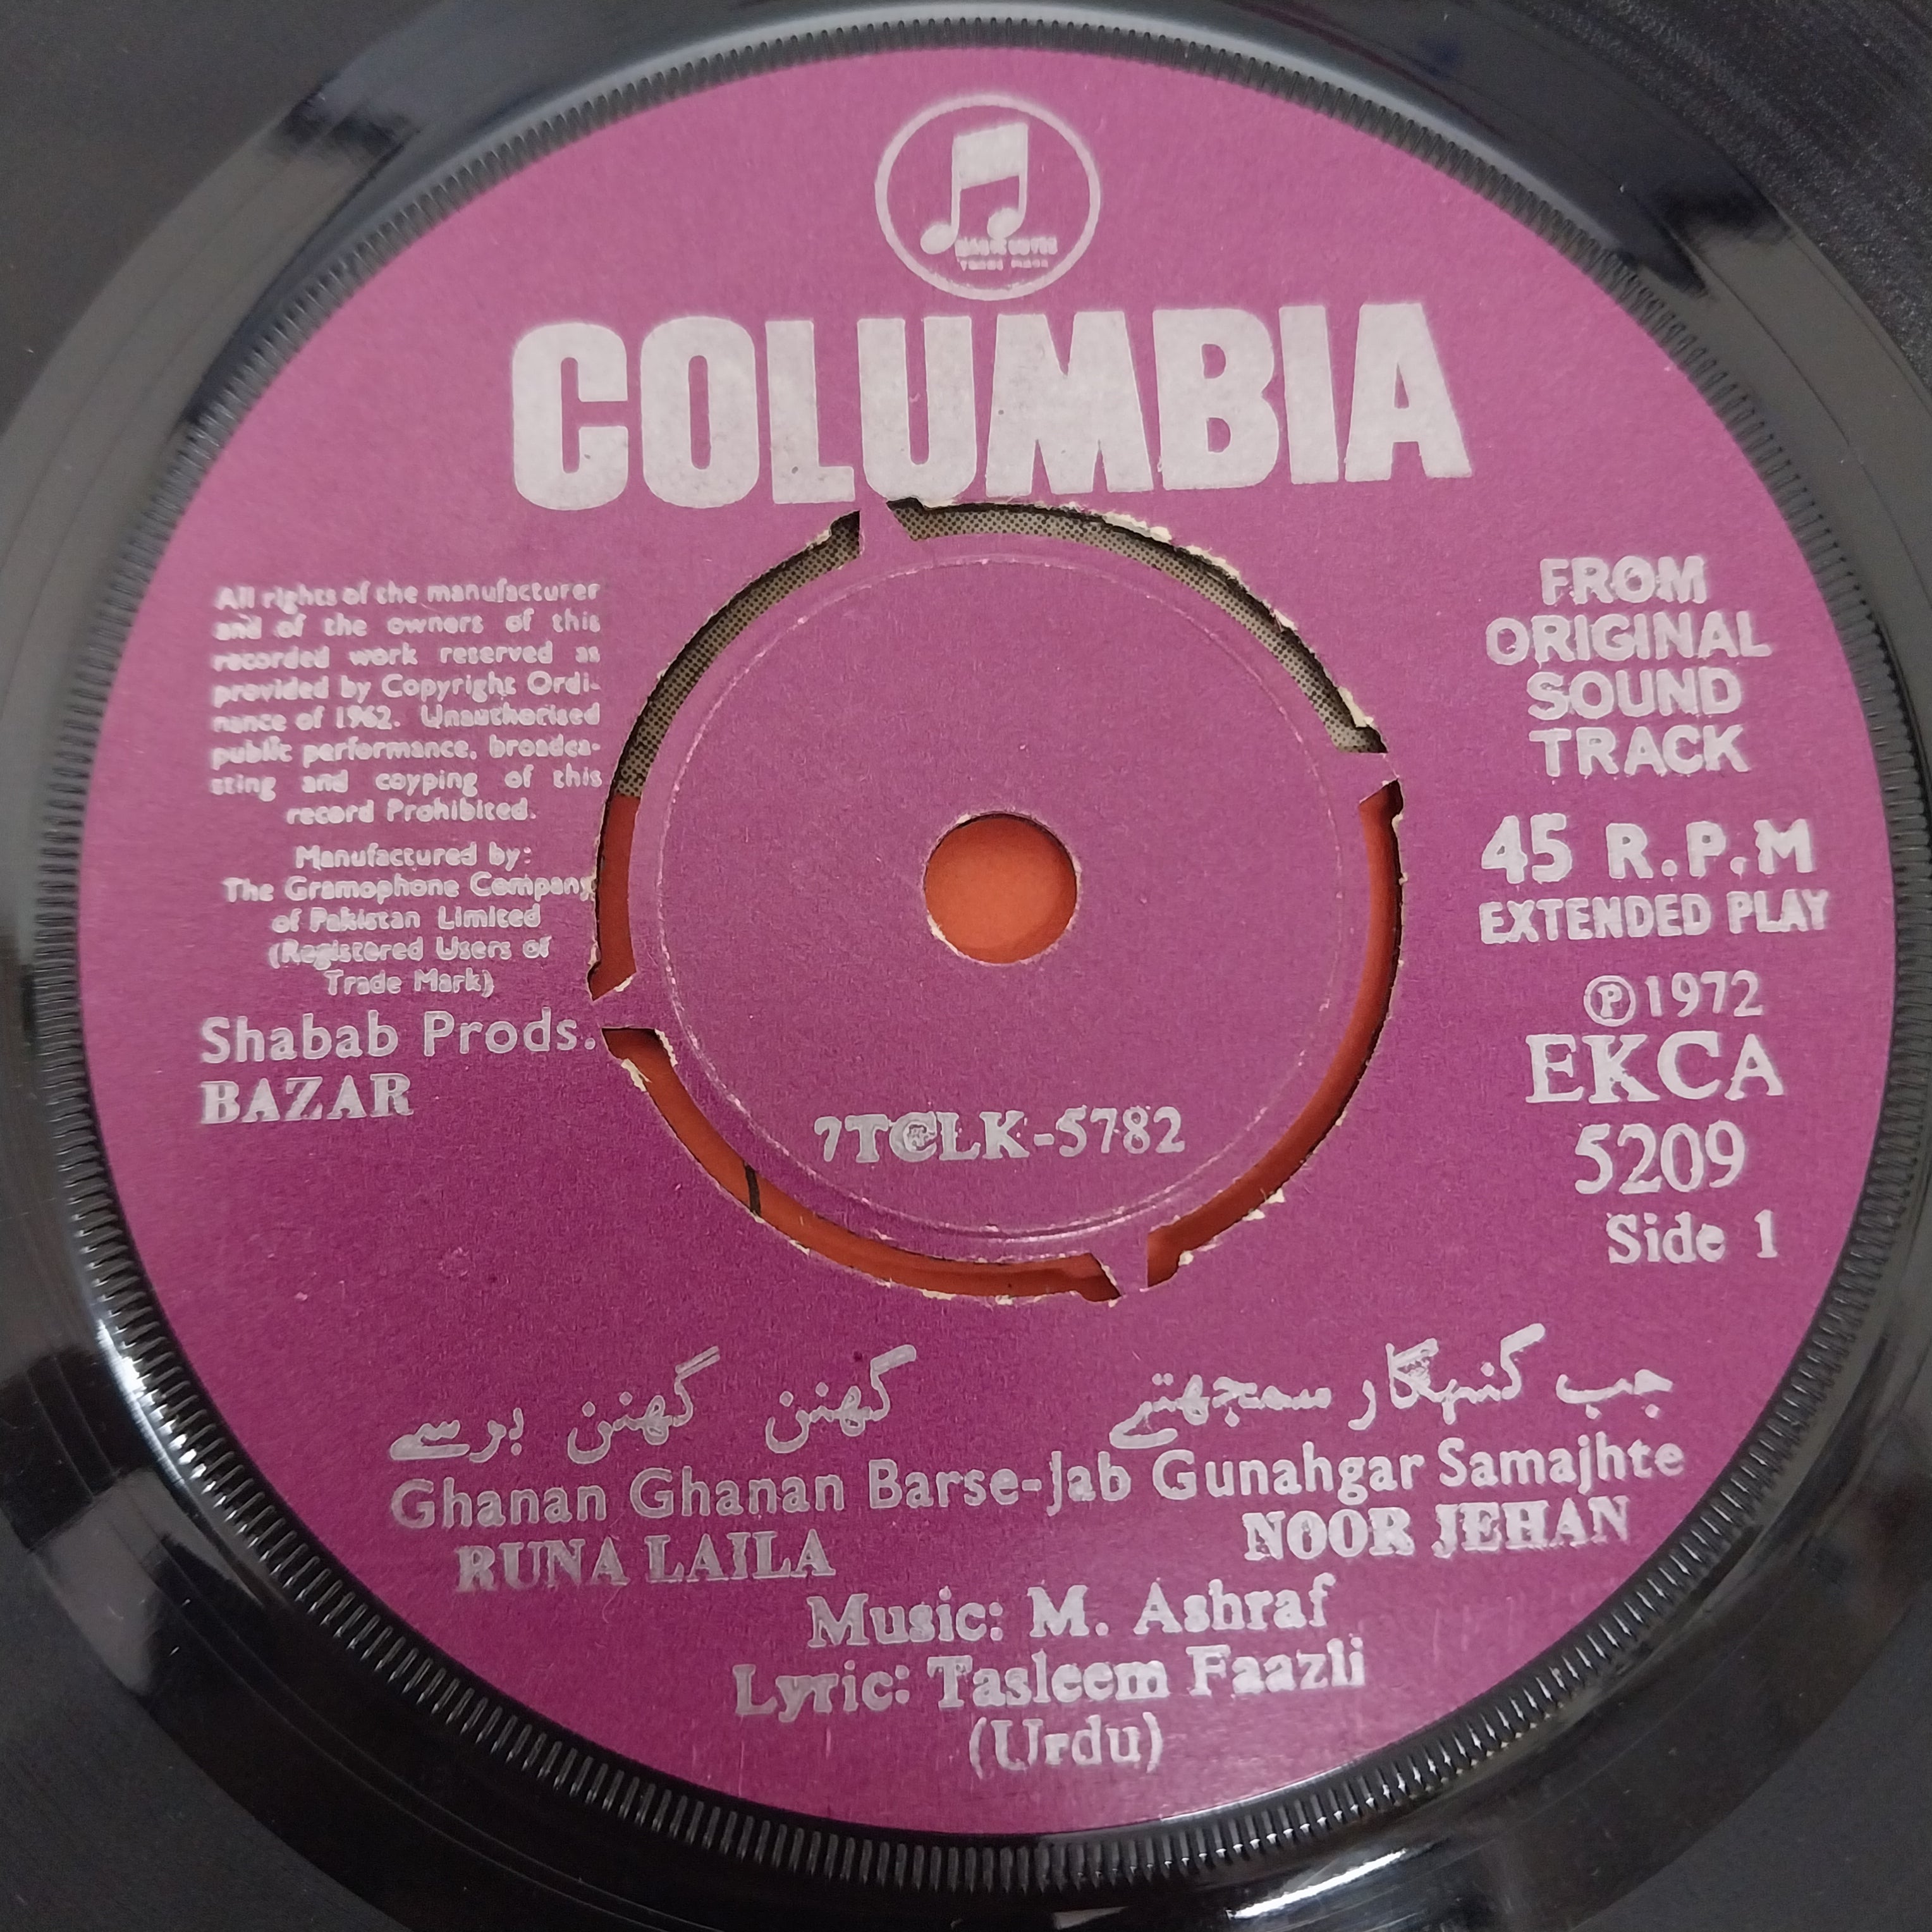 COLUMBIA
All rights of the manufacturer
and of the owners of this
recorded work reserved as
provided by Copyright Ordi-
nance of 1962. Unauthorised
public performance, broadca-
sting and coyping of this
record Prohibited.
Manufactured by:
The Gramophone Company
of Pakistan Limited
(Registered Users of
Trade Mark)
Shabab Prods.
BAZAR
FROM
ORIGINAL
SOUND
TRACK
45 R.P.M
EXTENDED PLAY
Ⓟ1972
EKCA
5209
Side 1
7TCLK-5782
گھنن گھنن برسے
جب گنہگار سمجھتے
Ghanan Ghanan Barse-Jab Gunahgar Samajhte
RUNA LAILA
NOOR JEHAN
Music: M. Ashraf
Lyric: Tasleem Faazli
(Urdu)